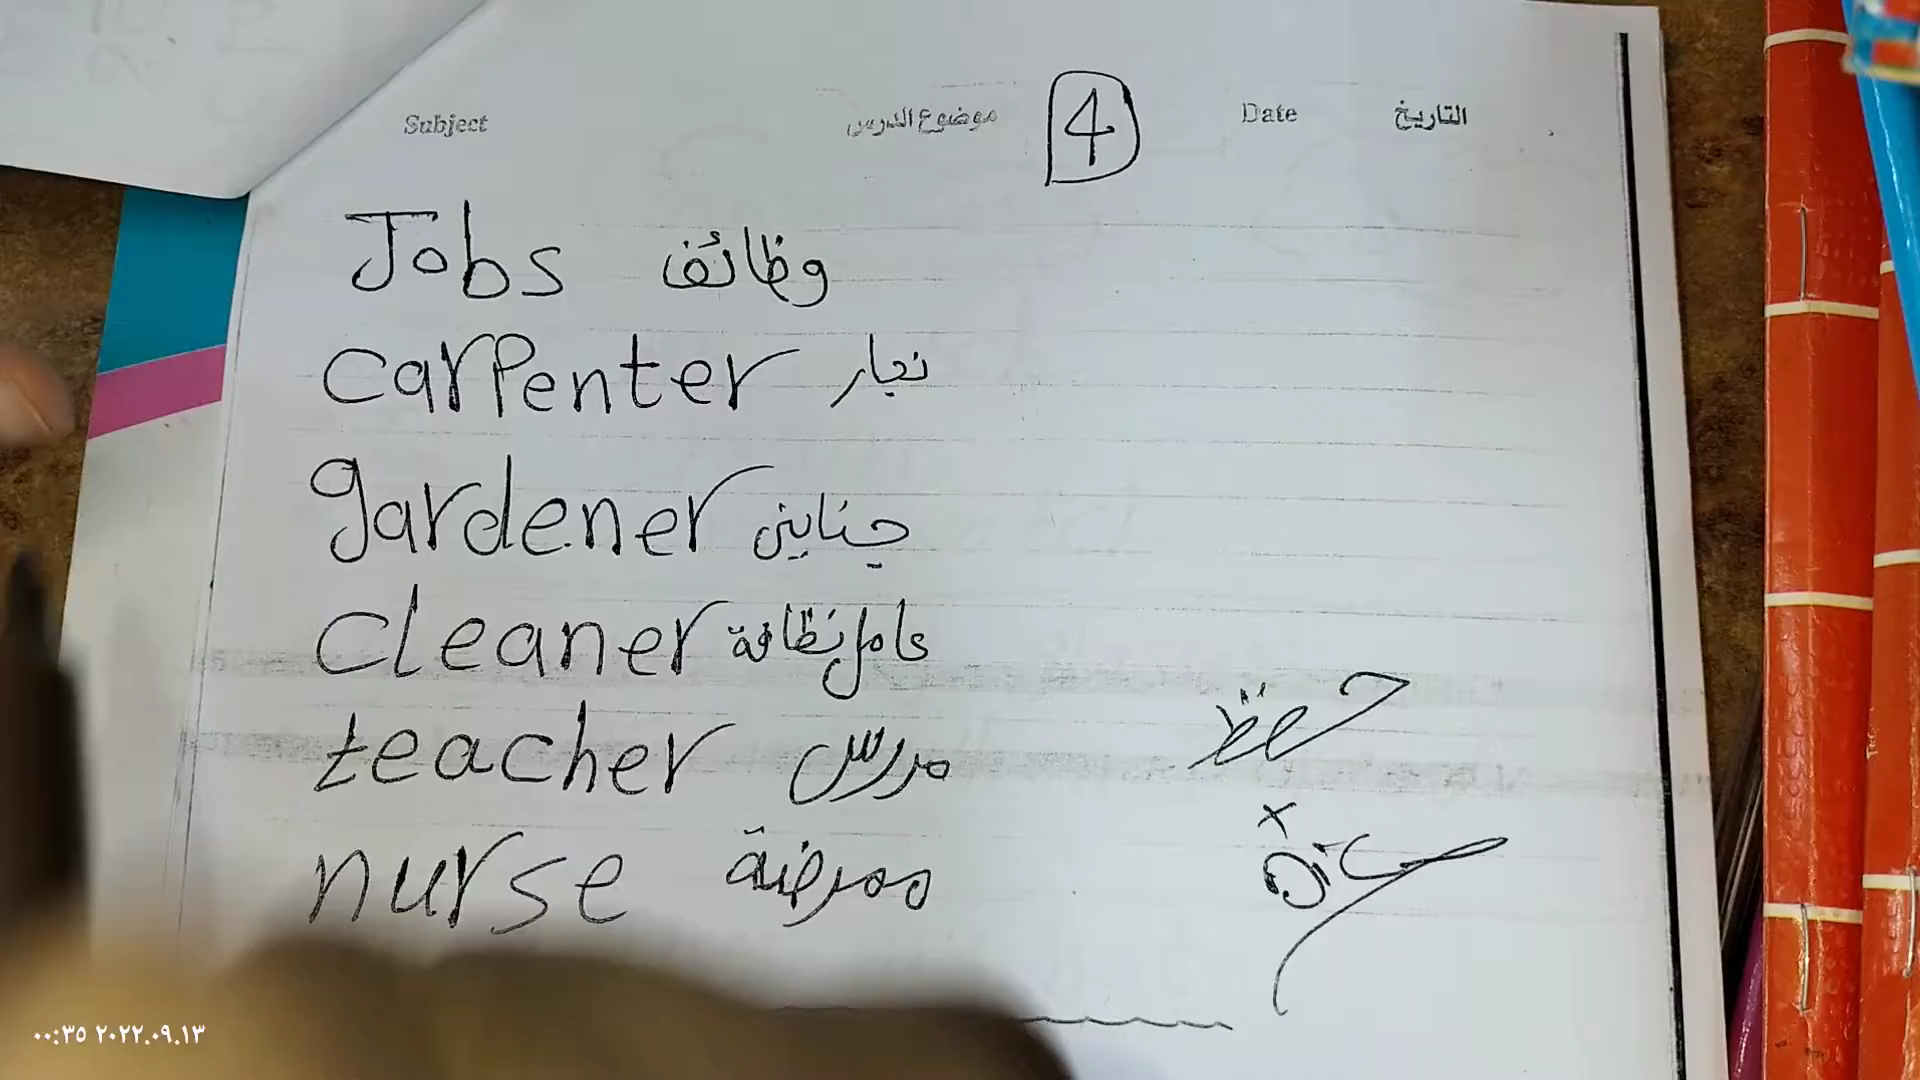 Subject موضوع الدرس 4 Date التاريخ
Jobs وظائف
carpenter نجار
gardener جنايني
cleaner عامل نظافة
teacher مدرس
nurse ممرضة
حفظ
٠٠:٣٥ ٢٠٢٢.٠٩.١٣